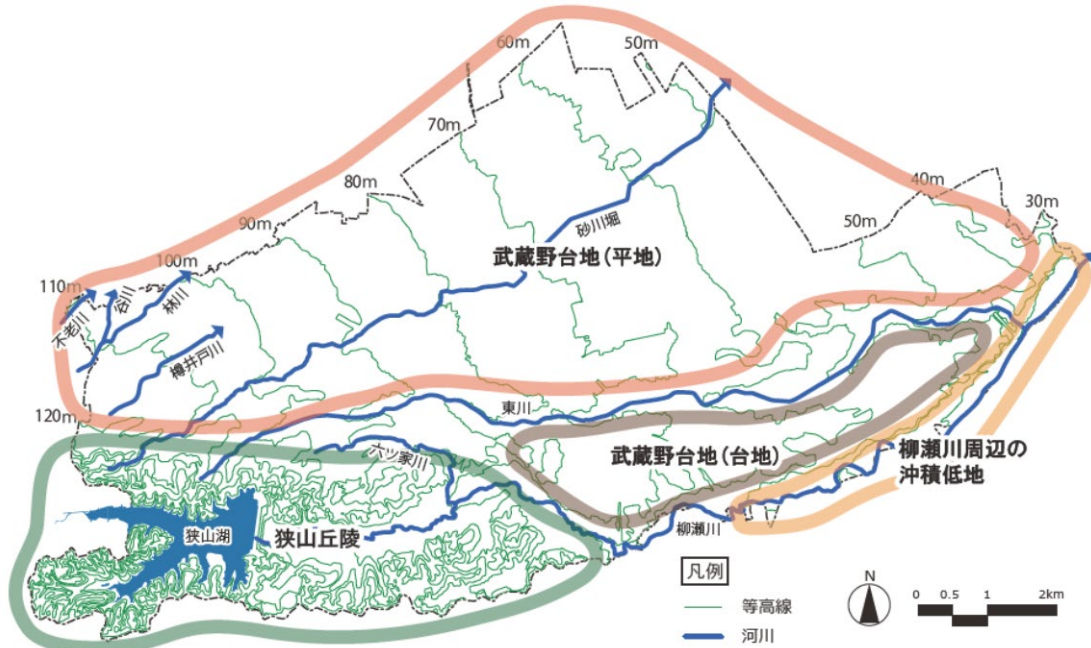 60m
50m
70m
80m
90m
100m
110m
120m
40m
30m
50m
不老川
谷川
林川
樽井戸川
砂川堀
武蔵野台地（平地）
東川
六ツ家川
武蔵野台地（台地）
柳瀬川周辺の
沖積低地
狭山湖
狭山丘陵
柳瀬川
凡例
等高線
河川
N
0 0.5 1 2km